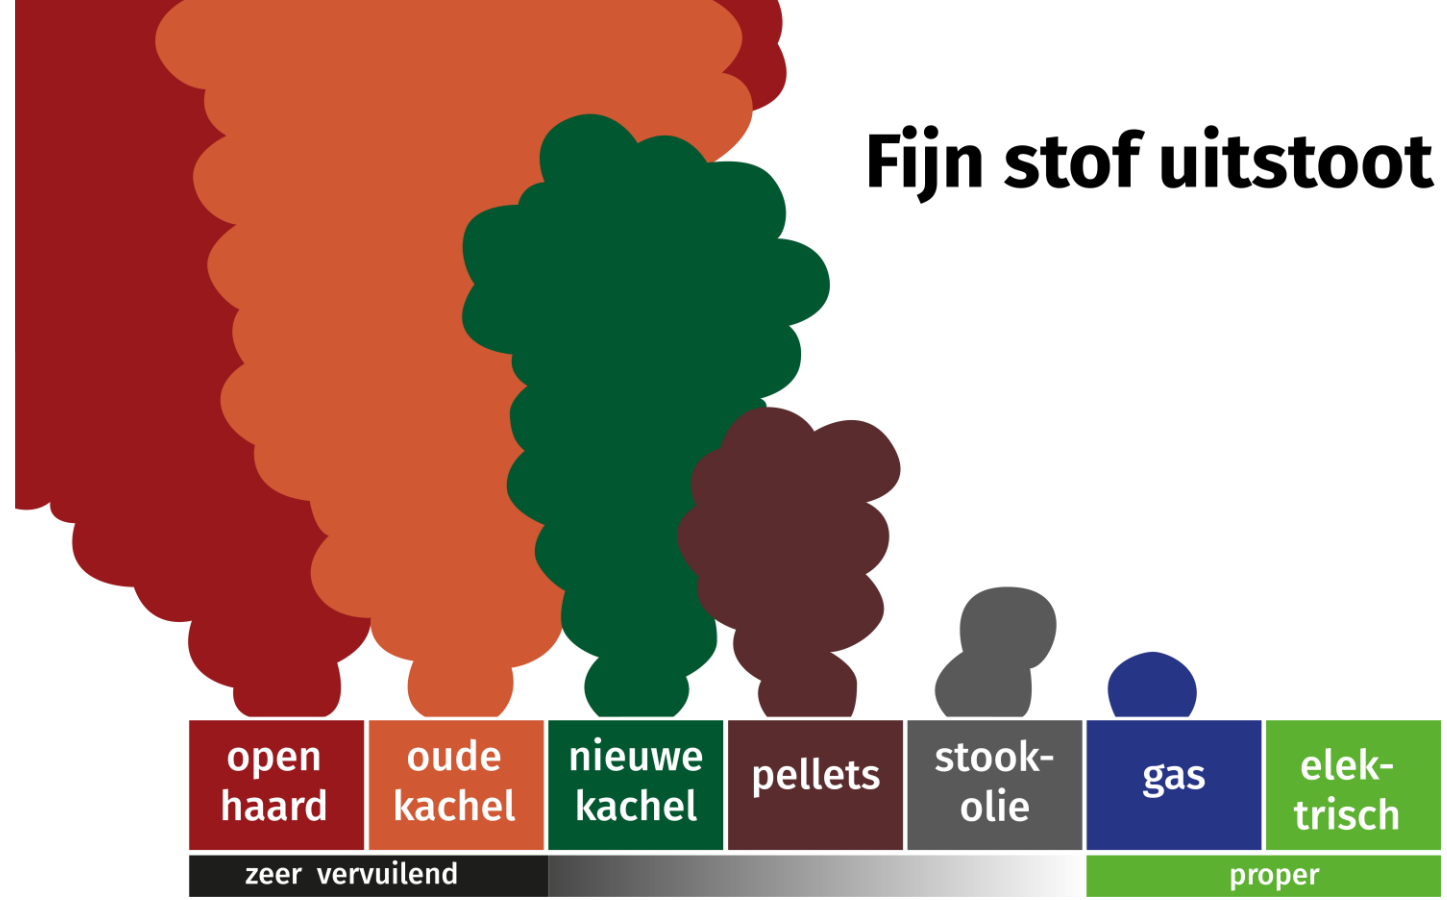 Fijn stof uitstoot
open
haard
oude
kachel
nieuwe
kachel
pellets
stook-
olie
gas
elek-
trisch
zeer vervuilend
proper